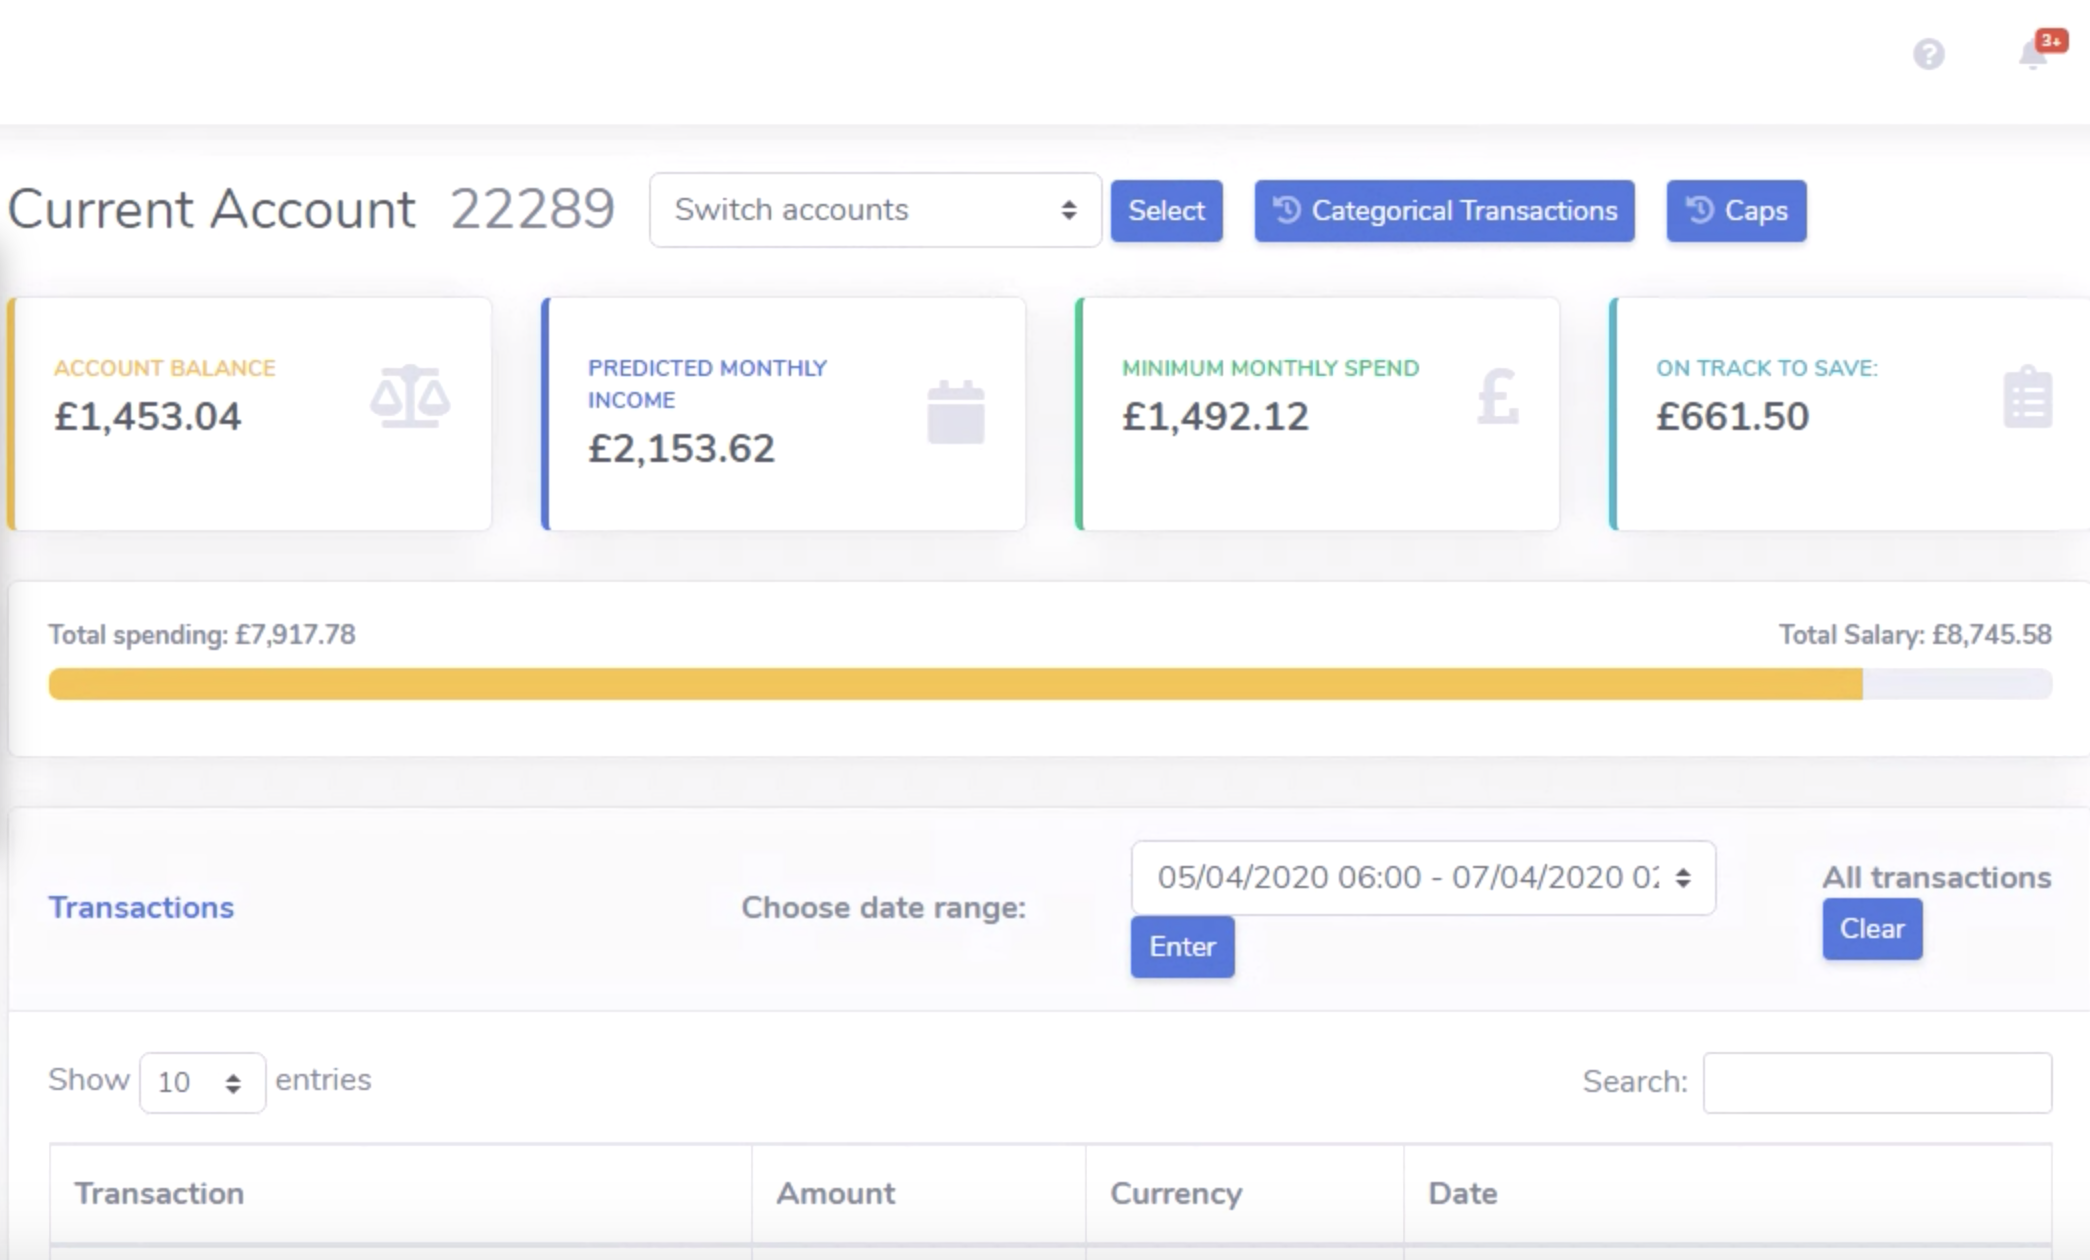 3+
Current Account 22289 Switch accounts Select Categorical Transactions Caps
ACCOUNT BALANCE
£1,453.04
PREDICTED MONTHLY
INCOME
£2,153.62
MINIMUM MONTHLY SPEND
£1,492.12
£
ON TRACK TO SAVE:
£661.50
Total spending: £7,917.78 Total Salary: £8,745.58
Transactions
Choose date range:
05/04/2020 06:00 - 07/04/2020
Enter
All transactions
Clear
Show 10 entries Search:
Transaction Amount Currency Date